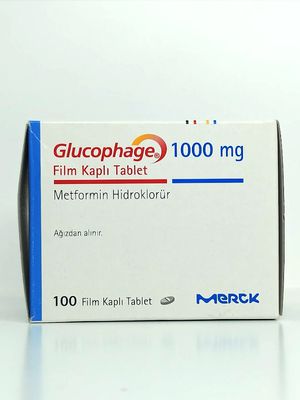 Glucophage® 1000 mg
Film Kaplı Tablet
Metformin Hidroklorür
Ağızdan alınır.
100 Film Kaplı Tablet
MERCK